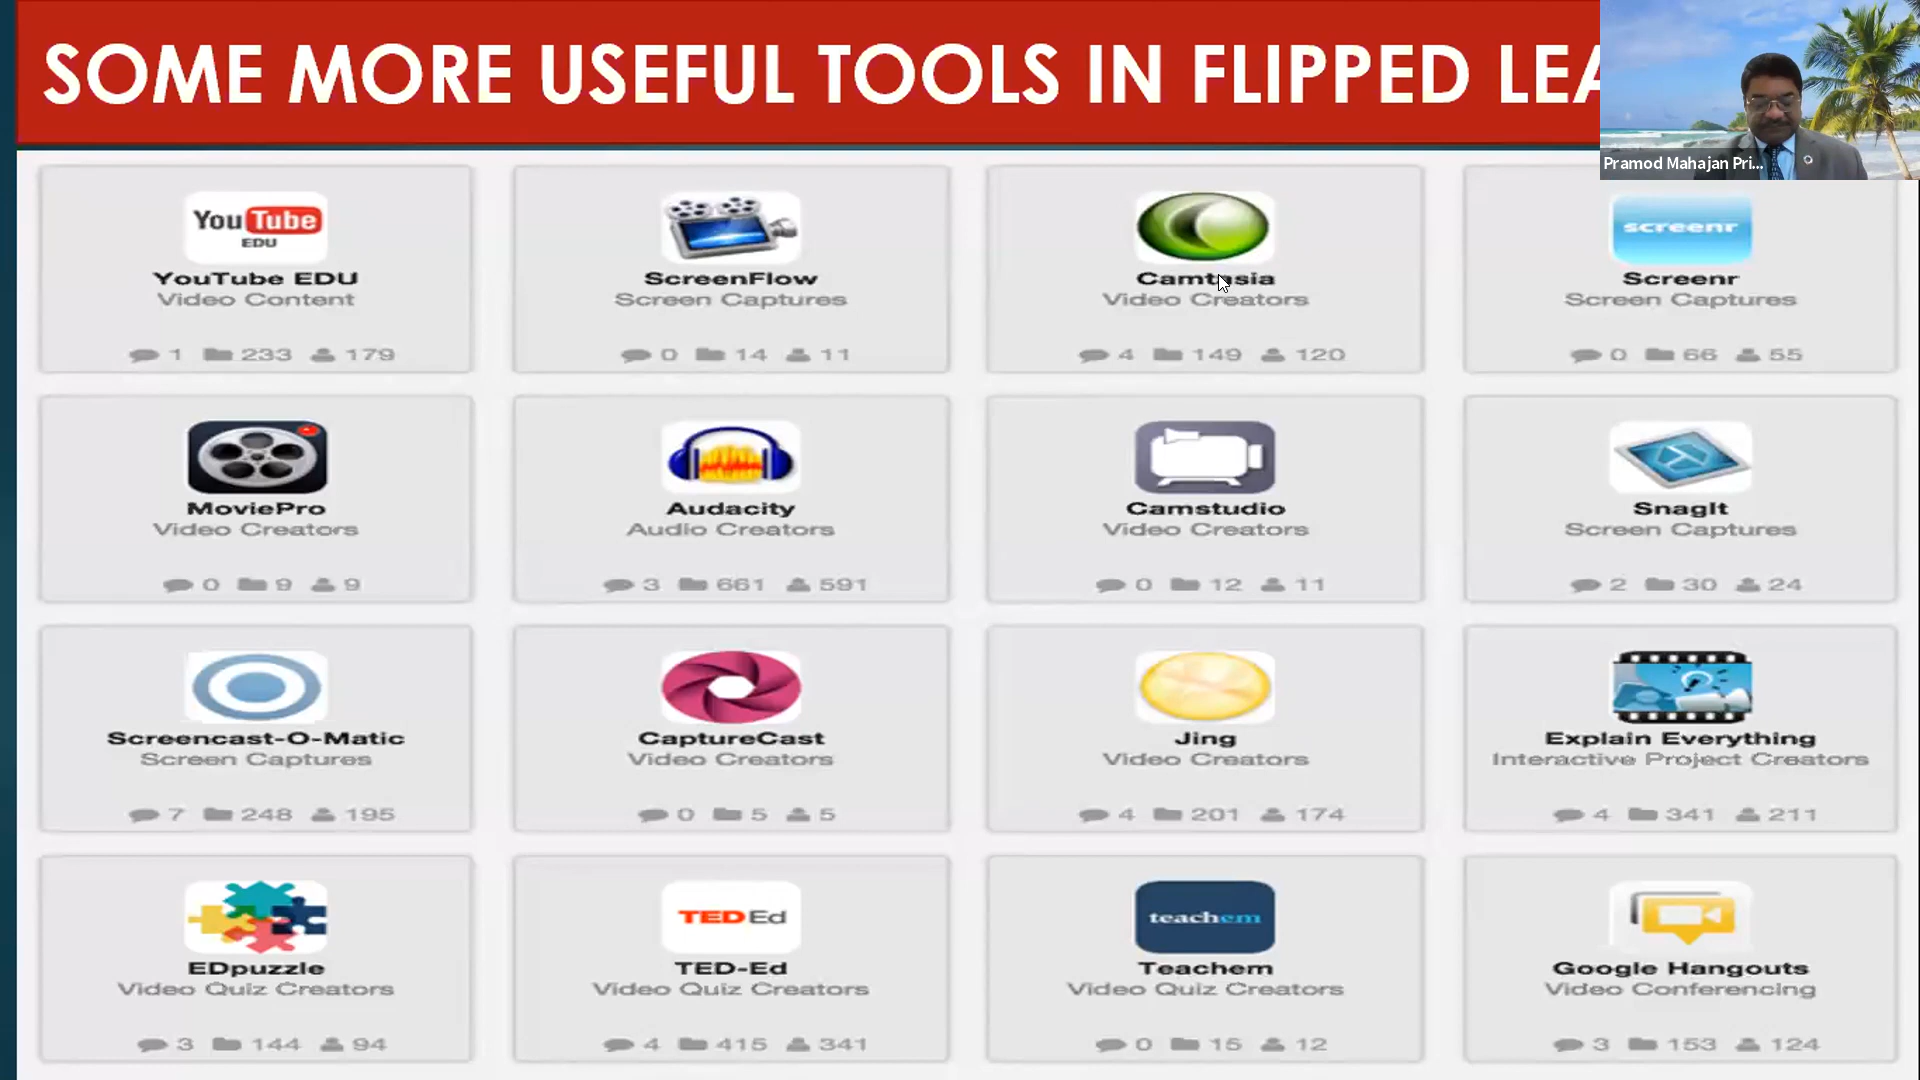 SOME MORE USEFUL TOOLS IN FLIPPED LEA
Pramod Mahajan Pri...
You Tube
EDU
YouTube EDU
Video Content
1 233 179
ScreenFlow
Screen Captures
0 14 11
Camtasia
Video Creators
4 149 120
screenr
Screenr
Screen Captures
0 66 55
MoviePro
Video Creators
0 9 9
Audacity
Audio Creators
3 661 591
Camstudio
Video Creators
0 12 11
SnagIt
Screen Captures
2 30 24
Screencast-O-Matic
Screen Captures
7 248 195
CaptureCast
Video Creators
0 5 5
Jing
Video Creators
4 201 174
Explain Everything
Interactive Project Creators
4 341 211
EDpuzzle
Video Quiz Creators
3 144 94
TED Ed
TED-Ed
Video Quiz Creators
4 415 341
teachem
Teachem
Video Quiz Creators
0 15 12
Google Hangouts
Video Conferencing
3 153 124